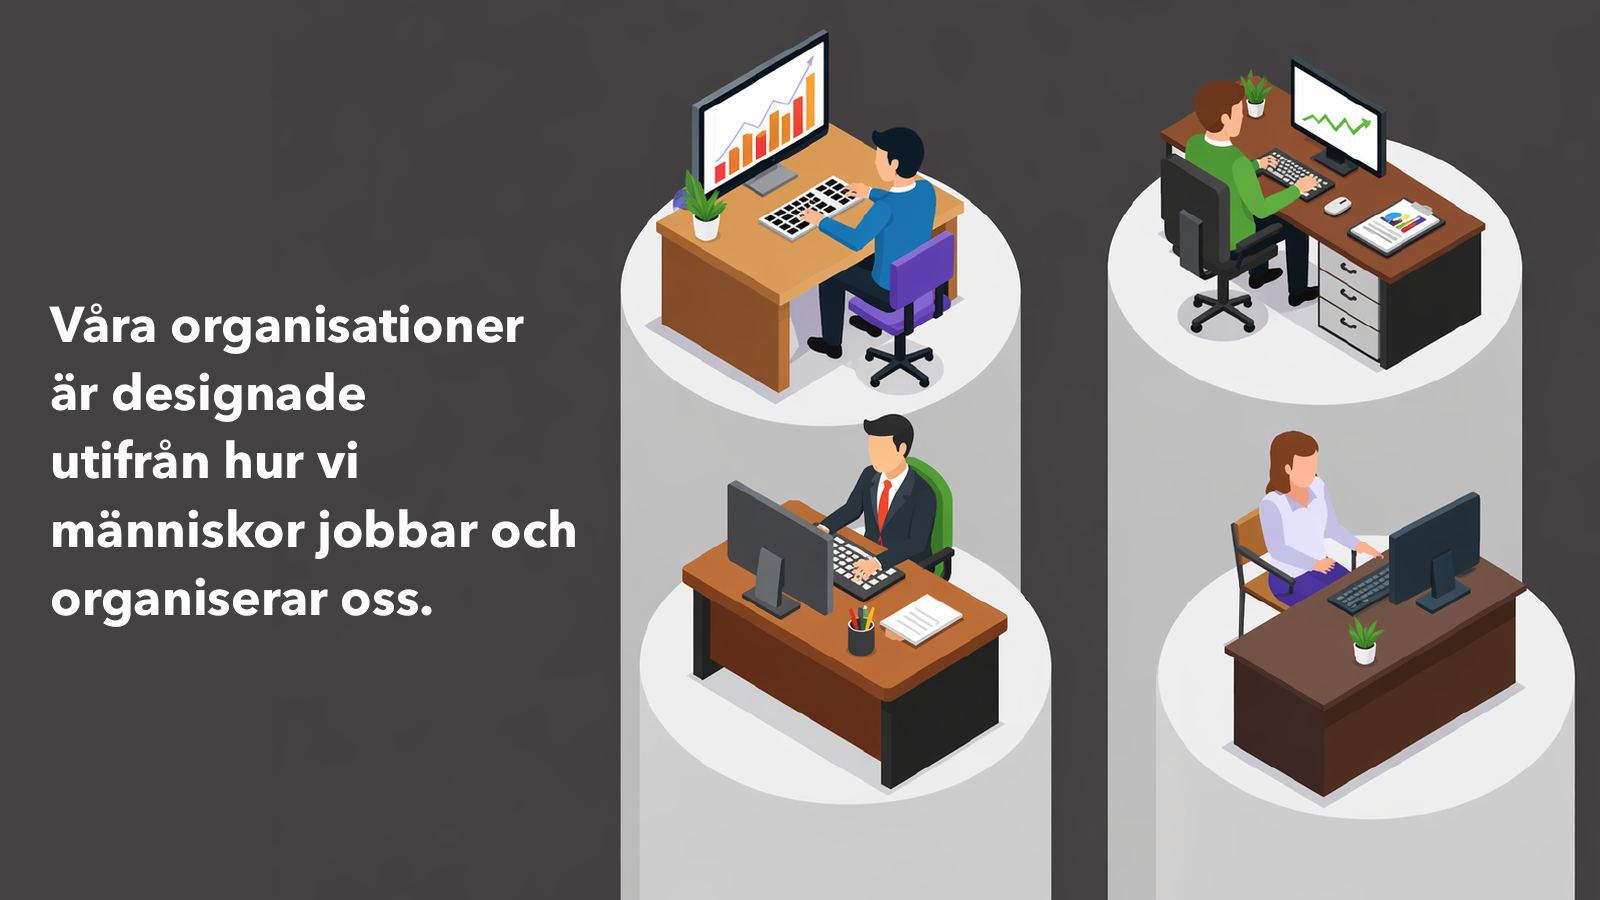 Våra organisationer
är designade
utifrån hur vi
människor jobbar och
organiserar oss.